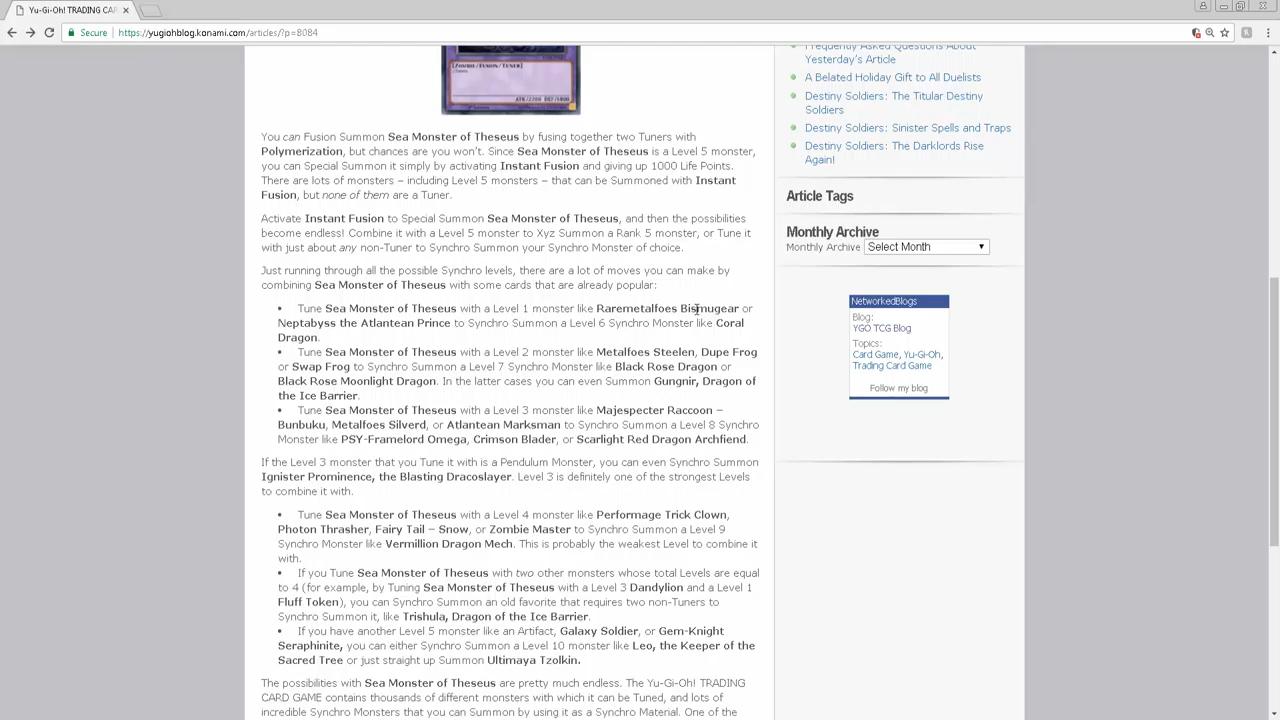 Yu-Gi-Oh! TRADING CAR
Secure
https://yugiohblog.konami.com/articles/?p=8084
[ZOMBIE/FUSION/TUNER]
2 Tuners
ATK/2200 DEF/1800
You can Fusion Summon Sea Monster of Theseus by fusing together two Tuners with
Polymerization, but chances are you won't. Since Sea Monster of Theseus is a Level 5 monster,
you can Special Summon it simply by activating Instant Fusion and giving up 1000 Life Points.
There are lots of monsters – including Level 5 monsters – that can be Summoned with Instant
Fusion, but none of them are a Tuner.
Activate Instant Fusion to Special Summon Sea Monster of Theseus, and then the possibilities
become endless! Combine it with a Level 5 monster to Xyz Summon a Rank 5 monster, or Tune it
with just about any non-Tuner to Synchro Summon your Synchro Monster of choice.
Just running through all the possible Synchro levels, there are a lot of moves you can make by
combining Sea Monster of Theseus with some cards that are already popular:
• Tune Sea Monster of Theseus with a Level 1 monster like Raremetalfoes Bismugear or
Neptabyss the Atlantean Prince to Synchro Summon a Level 6 Synchro Monster like Coral
Dragon.
• Tune Sea Monster of Theseus with a Level 2 monster like Metalfoes Steelen, Dupe Frog
or Swap Frog to Synchro Summon a Level 7 Synchro Monster like Black Rose Dragon or
Black Rose Moonlight Dragon. In the latter cases you can even Summon Gungnir, Dragon of
the Ice Barrier.
• Tune Sea Monster of Theseus with a Level 3 monster like Majespecter Raccoon –
Bunbuku, Metalfoes Silverd, or Atlantean Marksman to Synchro Summon a Level 8 Synchro
Monster like PSY-Framelord Omega, Crimson Blader, or Scarlight Red Dragon Archfiend.
If the Level 3 monster that you Tune it with is a Pendulum Monster, you can even Synchro Summon
Ignister Prominence, the Blasting Dracoslayer. Level 3 is definitely one of the strongest Levels
to combine it with.
• Tune Sea Monster of Theseus with a Level 4 monster like Performage Trick Clown,
Photon Thrasher, Fairy Tail – Snow, or Zombie Master to Synchro Summon a Level 9
Synchro Monster like Vermillion Dragon Mech. This is probably the weakest Level to combine it
with.
• If you Tune Sea Monster of Theseus with two other monsters whose total Levels are equal
to 4 (for example, by Tuning Sea Monster of Theseus with a Level 3 Dandylion and a Level 1
Fluff Token), you can Synchro Summon an old favorite that requires two non-Tuners to
Synchro Summon it, like Trishula, Dragon of the Ice Barrier.
• If you have another Level 5 monster like an Artifact, Galaxy Soldier, or Gem-Knight
Seraphinite, you can either Synchro Summon a Level 10 monster like Leo, the Keeper of the
Sacred Tree or just straight up Summon Ultimaya Tzolkin.
The possibilities with Sea Monster of Theseus are pretty much endless. The Yu-Gi-Oh! TRADING
CARD GAME contains thousands of different monsters with which it can be Tuned, and lots of
incredible Synchro Monsters that you can Summon by using it as a Synchro Material. One of the
Frequently Asked Questions About
Yesterday's Article
A Belated Holiday Gift to All Duelists
Destiny Soldiers: The Titular Destiny
Soldiers
Destiny Soldiers: Sinister Spells and Traps
Destiny Soldiers: The Darklords Rise
Again!
Article Tags
Monthly Archive
Monthly Archive Select Month
NetworkedBlogs
Blog:
YGO TCG Blog
Topics:
Card Game, Yu-Gi-Oh,
Trading Card Game
Follow my blog